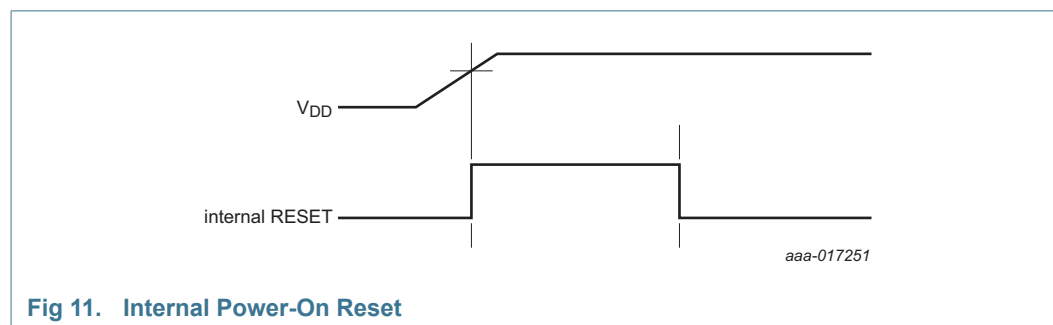 VDD
internal RESET
aaa-017251
Fig 11. Internal Power-On Reset